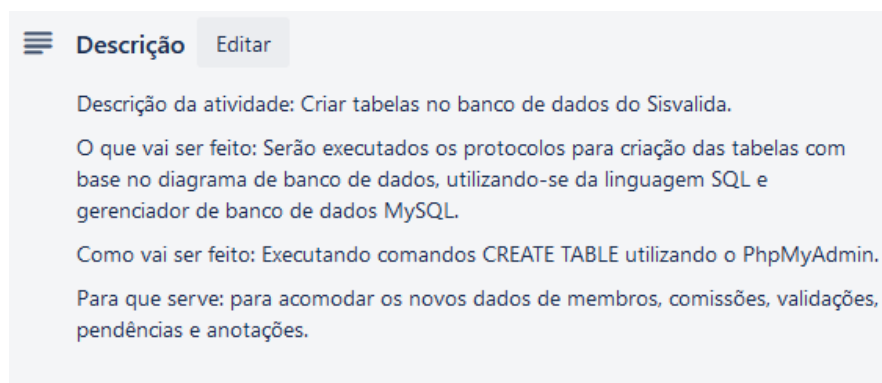 Descrição Editar
Descrição da atividade: Criar tabelas no banco de dados do Sisvalida.
O que vai ser feito: Serão executados os protocolos para criação das tabelas com
base no diagrama de banco de dados, utilizando-se da linguagem SQL e
gerenciador de banco de dados MySQL.
Como vai ser feito: Executando comandos CREATE TABLE utilizando o PhpMyAdmin.
Para que serve: para acomodar os novos dados de membros, comissões, validações,
pendências e anotações.